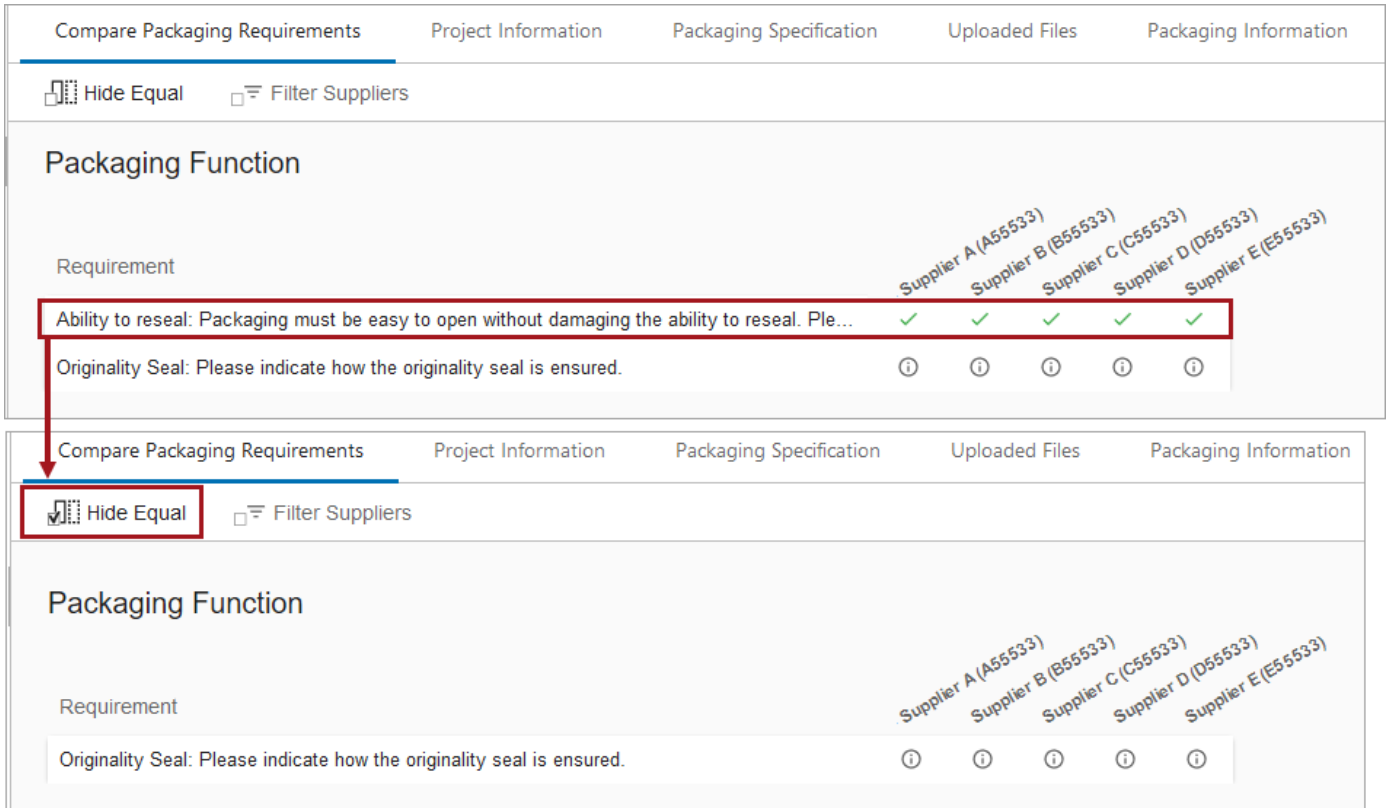 Compare Packaging Requirements Project Information Packaging Specification Uploaded Files Packaging Information
Hide Equal Filter Suppliers
Packaging Function
Supplier A (A55533) Supplier B (B55533) Supplier C (C55533) Supplier D (D55533) Supplier E (E55533)
Requirement
Ability to reseal: Packaging must be easy to open without damaging the ability to reseal. Ple...
Originality Seal: Please indicate how the originality seal is ensured.
Compare Packaging Requirements Project Information Packaging Specification Uploaded Files Packaging Information
Hide Equal Filter Suppliers
Packaging Function
Supplier A (A55533) Supplier B (B55533) Supplier C (C55533) Supplier D (D55533) Supplier E (E55533)
Requirement
Originality Seal: Please indicate how the originality seal is ensured.